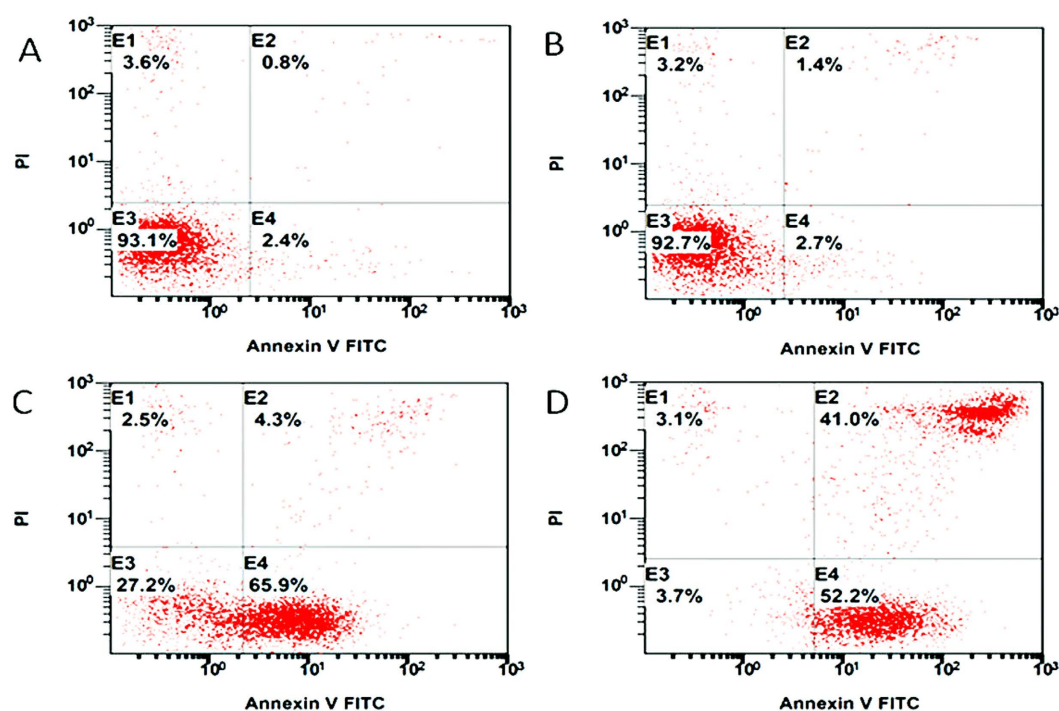 A
10³
E1
3.6%
E2
0.8%
10²
PI
10¹
10⁰
E3
93.1%
E4
2.4%
10⁰ 10¹ 10² 10³
Annexin V FITC
B
10³
E1
3.2%
E2
1.4%
10²
PI
10¹
10⁰
E3
92.7%
E4
2.7%
10⁰ 10¹ 10² 10³
Annexin V FITC
C
10³
E1
2.5%
E2
4.3%
10²
PI
10¹
10⁰
E3
27.2%
E4
65.9%
10⁰ 10¹ 10² 10³
Annexin V FITC
D
10³
E1
3.1%
E2
41.0%
10²
PI
10¹
10⁰
E3
3.7%
E4
52.2%
10⁰ 10¹ 10² 10³
Annexin V FITC